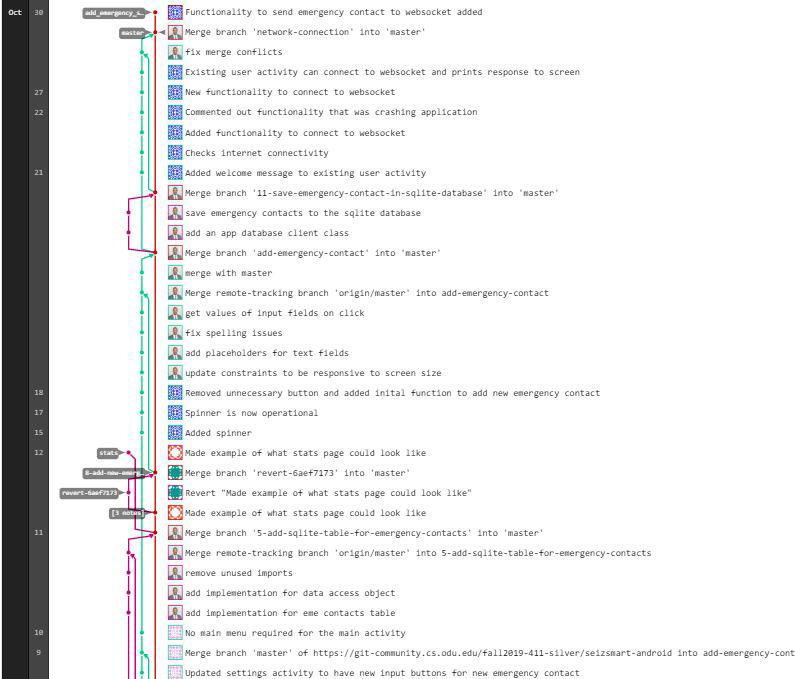 Oct 30 add_emergency_s… Functionality to send emergency contact to websocket added
master Merge branch 'network-connection' into 'master'
fix merge conflicts
Existing user activity can connect to websocket and prints response to screen
27 New functionality to connect to websocket
22 Commented out functionality that was crashing application
Added functionality to connect to websocket
Checks internet connectivity
21 Added welcome message to existing user activity
Merge branch '11-save-emergency-contact-in-sqlite-database' into 'master'
save emergency contacts to the sqlite database
add an app database client class
Merge branch 'add-emergency-contact' into 'master'
merge with master
Merge remote-tracking branch 'origin/master' into add-emergency-contact
get values of input fields on click
fix spelling issues
add placeholders for text fields
update constraints to be responsive to screen size
18 Removed unnecessary button and added inital function to add new emergency contact
17 Spinner is now operational
15 Added spinner
12 stats Made example of what stats page could look like
8-add-new-emerg… Merge branch 'revert-6aef7173' into 'master'
revert-6aef7173 Revert "Made example of what stats page could look like"
[3 notes] Made example of what stats page could look like
11 Merge branch '5-add-sqlite-table-for-emergency-contacts' into 'master'
Merge remote-tracking branch 'origin/master' into 5-add-sqlite-table-for-emergency-contacts
remove unused imports
add implementation for data access object
add implementation for eme contacts table
10 No main menu required for the main activity
9 Merge branch 'master' of https://git-community.cs.odu.edu/fall2019-411-silver/seizsmart-android into add-emergency-cont
Updated settings activity to have new input buttons for new emergency contact